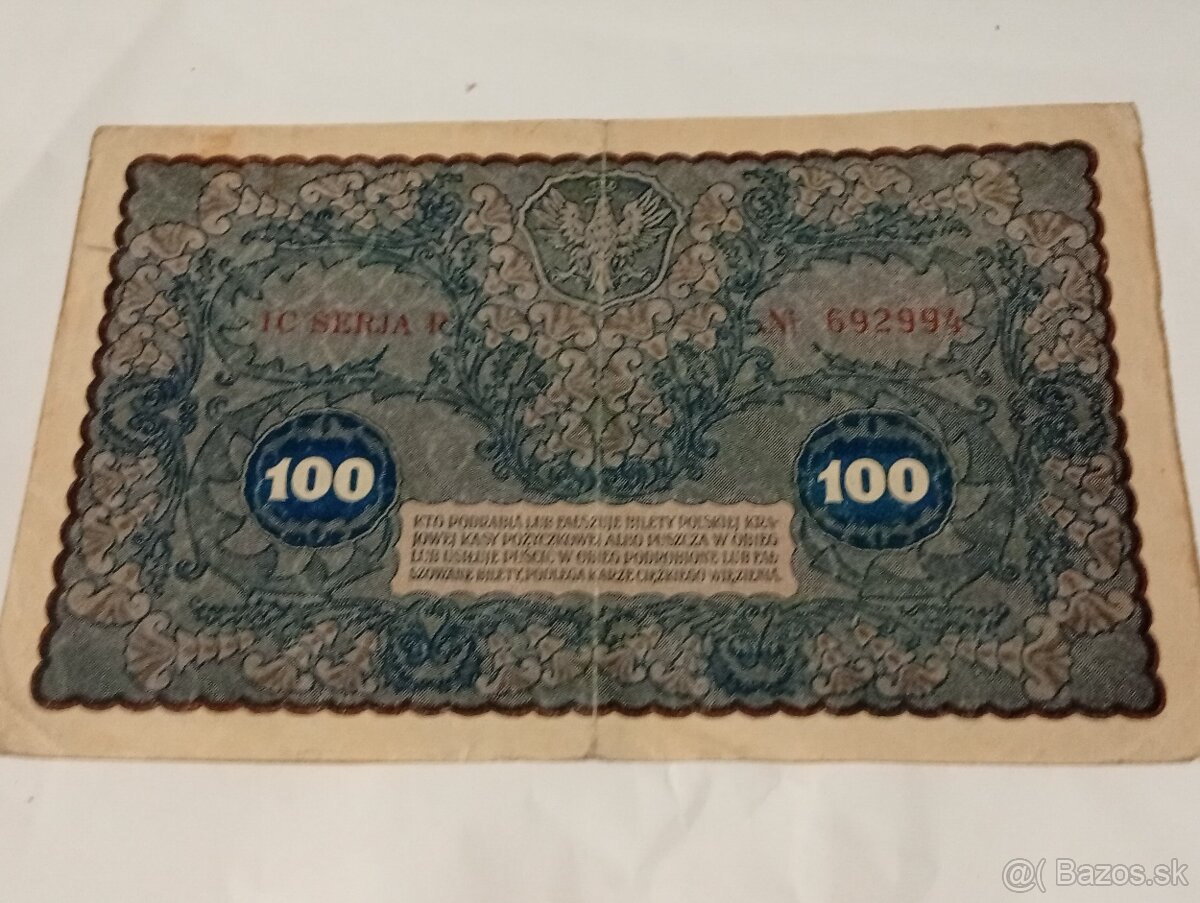 IC SERJA R
№ 692994
100
100
KTO PODRABIA LUB FAŁSZUJE BILETY POLSKIEJ KRA-
JOWEJ KASY POŻYCZKOWEJ ALBO PUSZCZA W OBIEG
LUB USIŁUJE PUŚCIĆ W OBIEG PODROBIONE LUB FAŁ-
SZOWANE BILETY, PODLEGA KARZE CIĘŻKIEGO WIĘZIENIA.
@( Bazos.sk